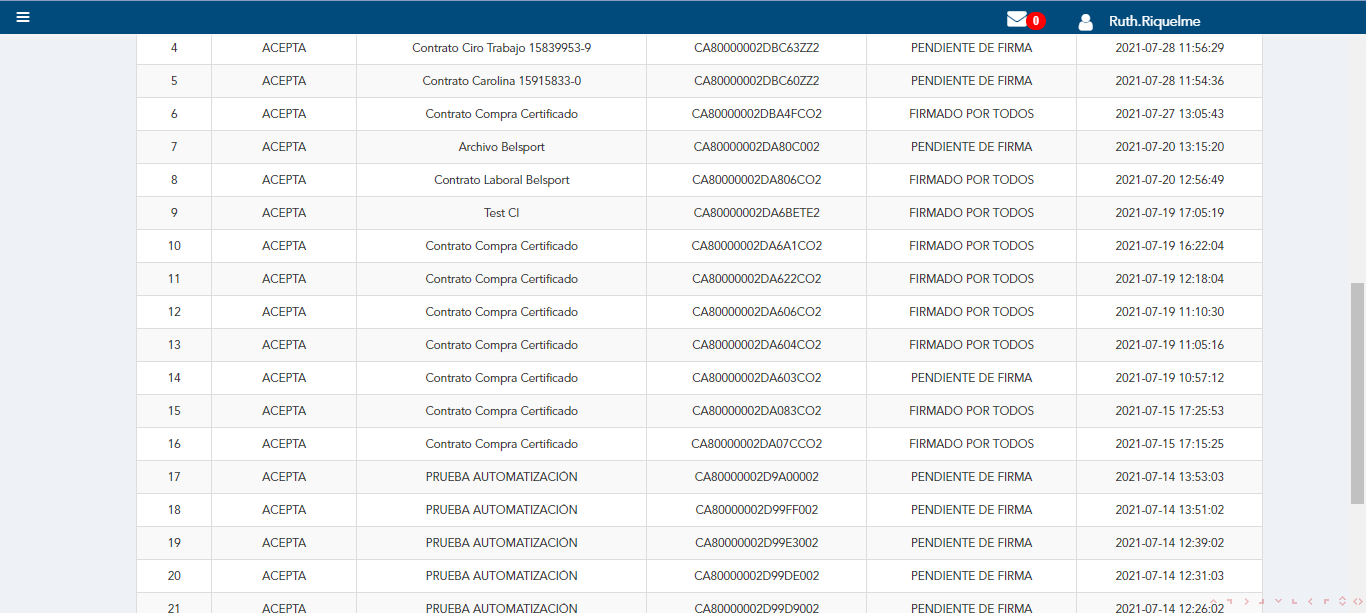 0 Ruth.Riquelme
4 ACEPTA Contrato Ciro Trabajo 15839953-9 CA80000002DBC63ZZ2 PENDIENTE DE FIRMA 2021-07-28 11:56:29
5 ACEPTA Contrato Carolina 15915833-0 CA80000002DBC60ZZ2 PENDIENTE DE FIRMA 2021-07-28 11:54:36
6 ACEPTA Contrato Compra Certificado CA80000002DBA4FCO2 FIRMADO POR TODOS 2021-07-27 13:05:43
7 ACEPTA Archivo Belsport CA80000002DA80C002 PENDIENTE DE FIRMA 2021-07-20 13:15:20
8 ACEPTA Contrato Laboral Belsport CA80000002DA806CO2 FIRMADO POR TODOS 2021-07-20 12:56:49
9 ACEPTA Test CI CA80000002DA6BETE2 FIRMADO POR TODOS 2021-07-19 17:05:19
10 ACEPTA Contrato Compra Certificado CA80000002DA6A1CO2 FIRMADO POR TODOS 2021-07-19 16:22:04
11 ACEPTA Contrato Compra Certificado CA80000002DA622CO2 FIRMADO POR TODOS 2021-07-19 12:18:04
12 ACEPTA Contrato Compra Certificado CA80000002DA606CO2 FIRMADO POR TODOS 2021-07-19 11:10:30
13 ACEPTA Contrato Compra Certificado CA80000002DA604CO2 FIRMADO POR TODOS 2021-07-19 11:05:16
14 ACEPTA Contrato Compra Certificado CA80000002DA603CO2 PENDIENTE DE FIRMA 2021-07-19 10:57:12
15 ACEPTA Contrato Compra Certificado CA80000002DA083CO2 FIRMADO POR TODOS 2021-07-15 17:25:53
16 ACEPTA Contrato Compra Certificado CA80000002DA07CCO2 FIRMADO POR TODOS 2021-07-15 17:15:25
17 ACEPTA PRUEBA AUTOMATIZACIÓN CA80000002D9A00002 PENDIENTE DE FIRMA 2021-07-14 13:53:03
18 ACEPTA PRUEBA AUTOMATIZACIÓN CA80000002D99FF002 PENDIENTE DE FIRMA 2021-07-14 13:51:02
19 ACEPTA PRUEBA AUTOMATIZACIÓN CA80000002D99E3002 PENDIENTE DE FIRMA 2021-07-14 12:39:02
20 ACEPTA PRUEBA AUTOMATIZACIÓN CA80000002D99DE002 PENDIENTE DE FIRMA 2021-07-14 12:31:03
21 ACEPTA PRUEBA AUTOMATIZACIÓN CA80000002D99D9002 PENDIENTE DE FIRMA 2021-07-14 12:26:02